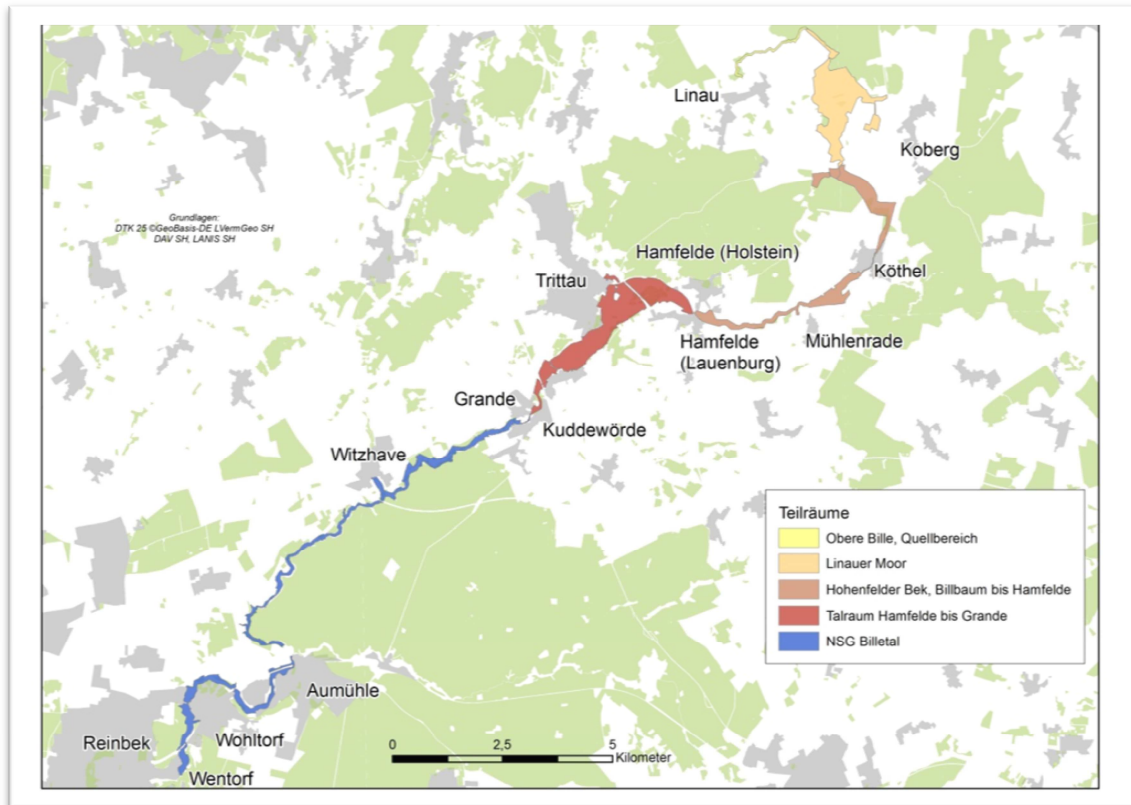 Linau
Koberg
Grundlagen:
DTK 25 ©GeoBasis-DE LVermGeo SH
DAV SH, LANIS SH
Hamfelde (Holstein)
Trittau
Köthel
Hamfelde
(Lauenburg)
Mühlenrade
Grande
Kuddewörde
Witzhave
Teilräume
Obere Bille, Quellbereich
Linauer Moor
Hohenfelder Bek, Billbaum bis Hamfelde
Talraum Hamfelde bis Grande
NSG Billetal
Aumühle
Reinbek
Wohltorf
Wentorf
0 2,5 5
Kilometer